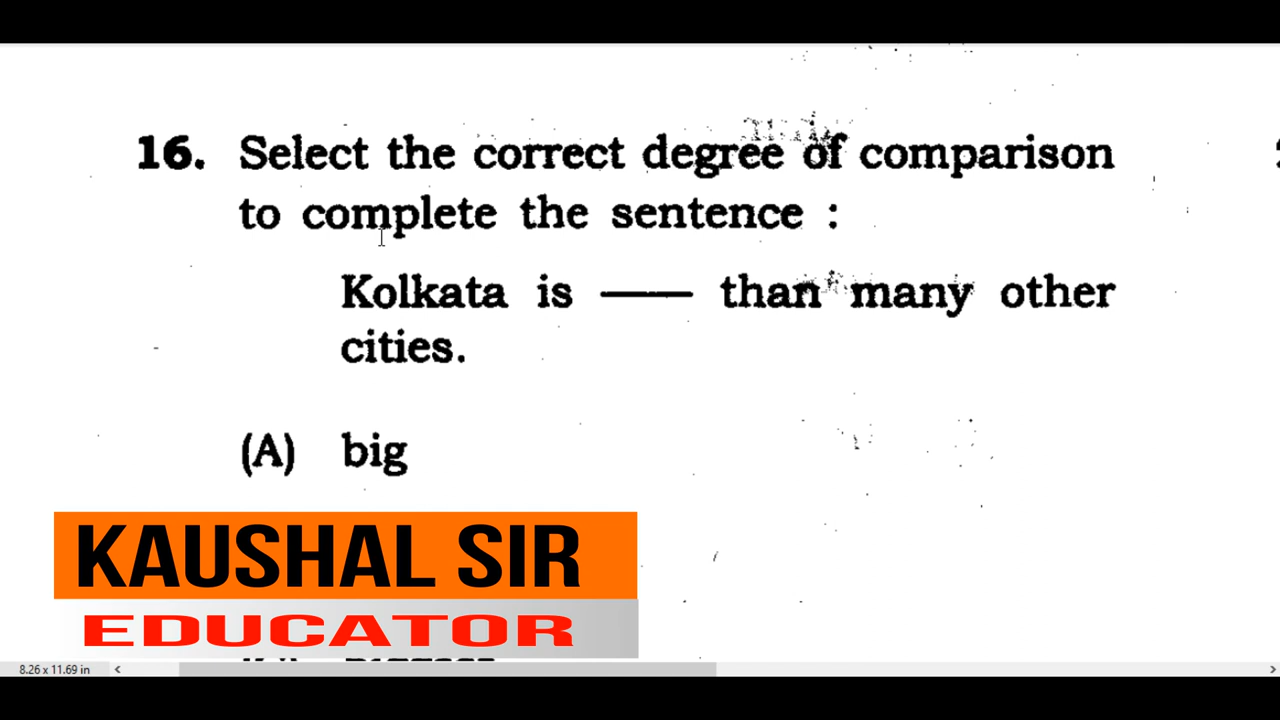 16. Select the correct degree of comparison
to complete the sentence :
Kolkata is —— than many other
cities.
(A) big
KAUSHAL SIR
EDUCATOR
8.26 x 11.69 in